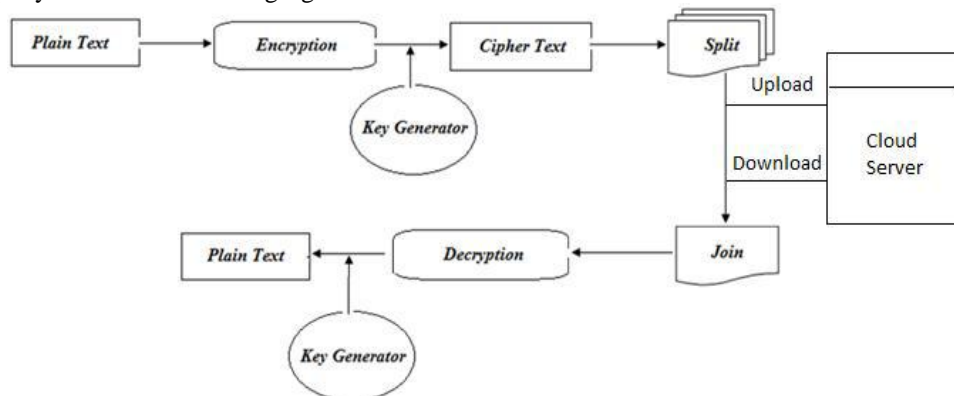 Plain Text
Encryption
Cipher Text
Split
Key Generator
Upload
Download
Cloud
Server
Plain Text
Decryption
Join
Key Generator